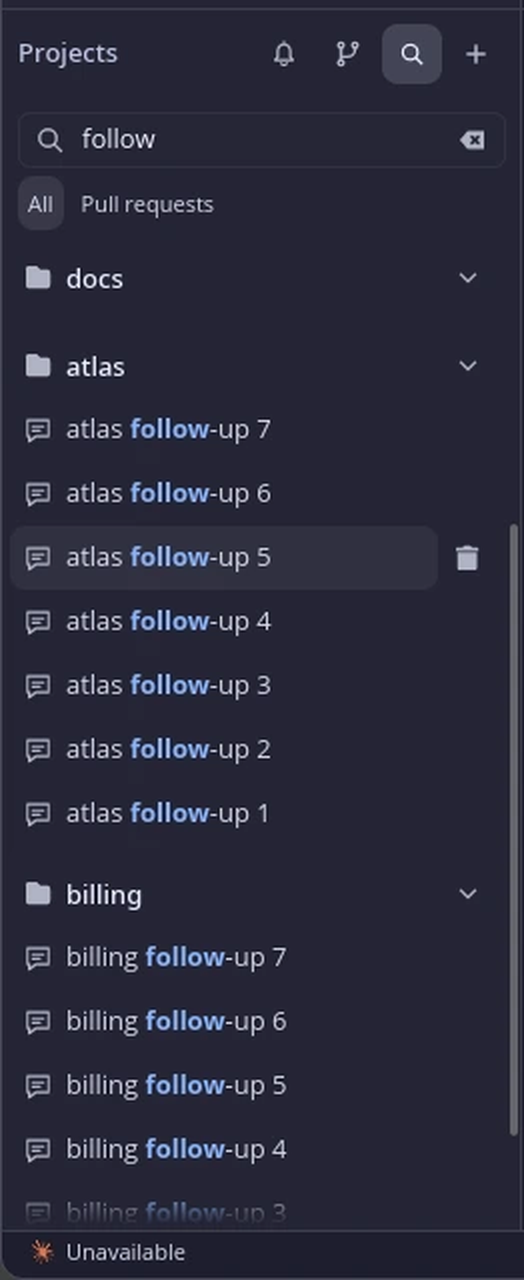 Projects
follow
All Pull requests
docs
atlas
atlas follow-up 7
atlas follow-up 6
atlas follow-up 5
atlas follow-up 4
atlas follow-up 3
atlas follow-up 2
atlas follow-up 1
billing
billing follow-up 7
billing follow-up 6
billing follow-up 5
billing follow-up 4
billing follow-up 3
Unavailable